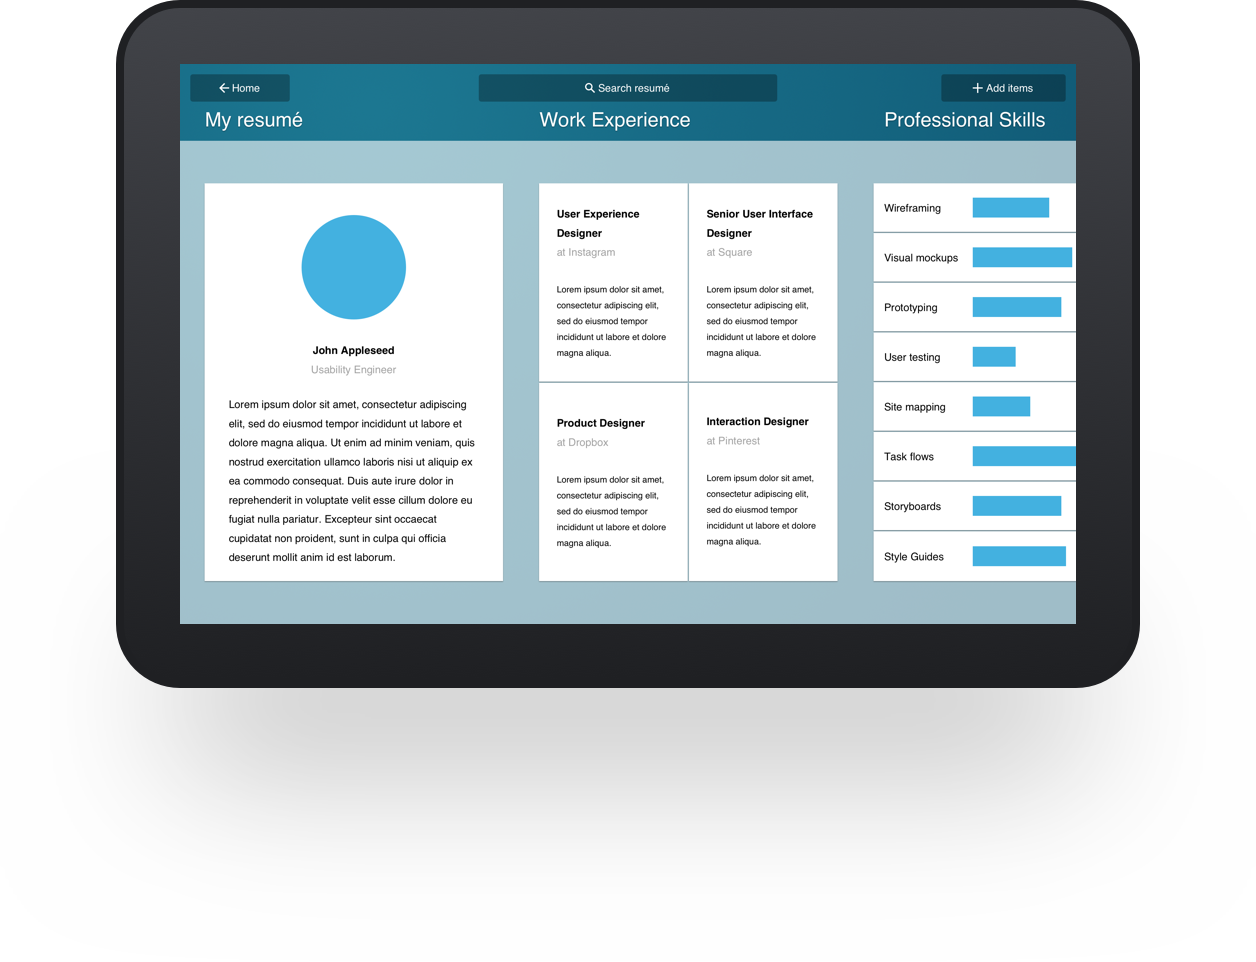 Home
Search resumé
Add items
My resumé
Work Experience
Professional Skills
John Appleseed
Usability Engineer
Lorem ipsum dolor sit amet, consectetur adipiscing
elit, sed do eiusmod tempor incididunt ut labore et
dolore magna aliqua. Ut enim ad minim veniam, quis
nostrud exercitation ullamco laboris nisi ut aliquip ex
ea commodo consequat. Duis aute irure dolor in
reprehenderit in voluptate velit esse cillum dolore eu
fugiat nulla pariatur. Excepteur sint occaecat
cupidatat non proident, sunt in culpa qui officia
deserunt mollit anim id est laborum.
User Experience
Designer
at Instagram
Lorem ipsum dolor sit amet,
consectetur adipiscing elit,
sed do eiusmod tempor
incididunt ut labore et dolore
magna aliqua.
Senior User Interface
Designer
at Square
Lorem ipsum dolor sit amet,
consectetur adipiscing elit,
sed do eiusmod tempor
incididunt ut labore et dolore
magna aliqua.
Product Designer
at Dropbox
Lorem ipsum dolor sit amet,
consectetur adipiscing elit,
sed do eiusmod tempor
incididunt ut labore et dolore
magna aliqua.
Interaction Designer
at Pinterest
Lorem ipsum dolor sit amet,
consectetur adipiscing elit,
sed do eiusmod tempor
incididunt ut labore et dolore
magna aliqua.
Wireframing
Visual mockups
Prototyping
User testing
Site mapping
Task flows
Storyboards
Style Guides